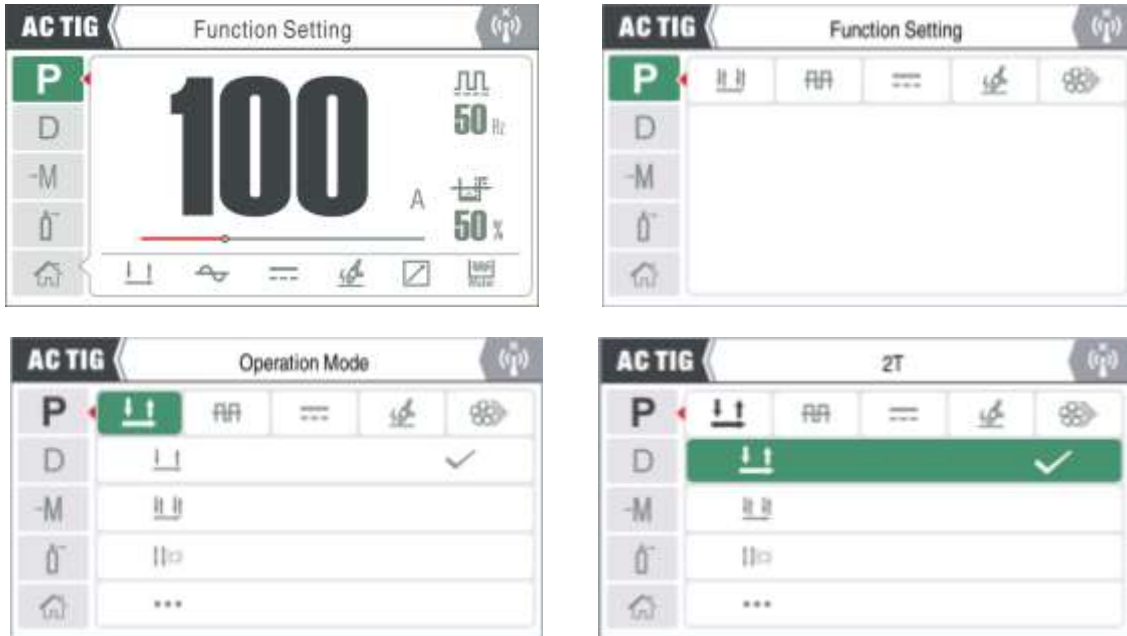 AC TIG
Function Setting
P
D
-M
100
A
50 Hz
50 %
AC TIG
Function Setting
P
D
-M
AC TIG
Operation Mode
P
D
-M
AC TIG
2T
P
D
-M